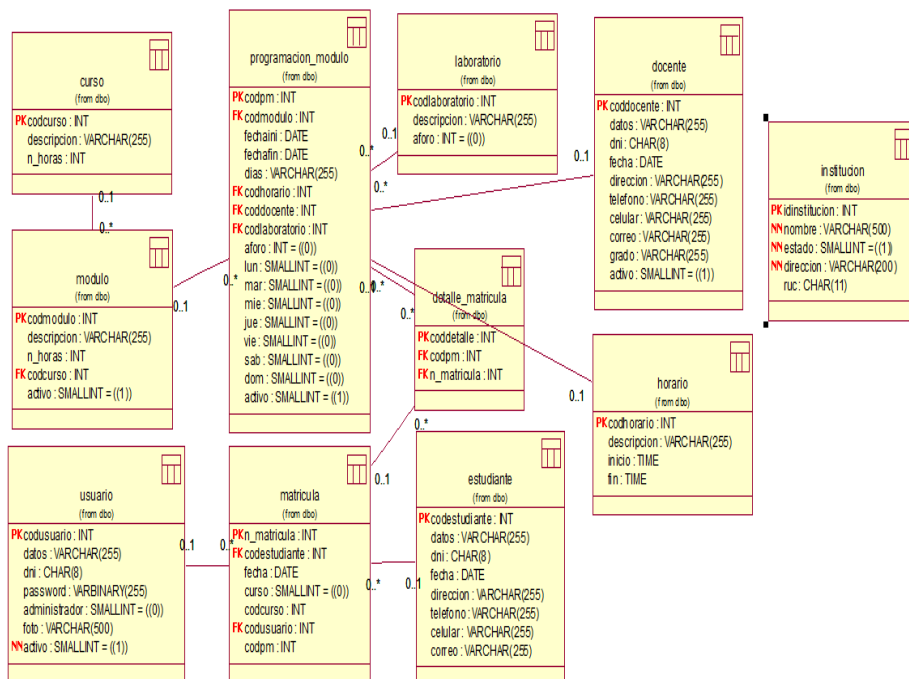 curso
(from dbo)
PK codcurso : INT
descripcion : VARCHAR(255)
n_horas : INT
0..1
0..*
modulo
(from dbo)
PK codmodulo : INT
descripcion : VARCHAR(255)
n_horas : INT
FK codcurso : INT
activo : SMALLINT = ((1))
0..1
0..*
programacion_modulo
(from dbo)
PK codpm : INT
FK codmodulo : INT
fechaini : DATE
fechafin : DATE
dias : VARCHAR(255)
FK codhorario : INT
FK coddocente : INT
FK codlaboratorio : INT
aforo : INT = ((0))
lun : SMALLINT = ((0))
mar : SMALLINT = ((0))
mie : SMALLINT = ((0))
jue : SMALLINT = ((0))
vie : SMALLINT = ((0))
sab : SMALLINT = ((0))
dom : SMALLINT = ((0))
activo : SMALLINT = ((1))
laboratorio
(from dbo)
PK codlaboratorio : INT
descripcion : VARCHAR(255)
aforo : INT = ((0))
0..1
0..*
0..*
docente
(from dbo)
PK coddocente : INT
datos : VARCHAR(255)
dni : CHAR(8)
fecha : DATE
direccion : VARCHAR(255)
telefono : VARCHAR(255)
celular : VARCHAR(255)
correo : VARCHAR(255)
grado : VARCHAR(255)
activo : SMALLINT = ((1))
0..1
institucion
(from dbo)
PK idinstitucion : INT
NN nombre : VARCHAR(500)
NN estado : SMALLINT = ((1))
NN direccion : VARCHAR(200)
ruc : CHAR(11)
detalle_matricula
(from dbo)
PK coddetalle : INT
FK codpm : INT
FK n_matricula : INT
0..1
0..*
0..*
0..*
0..1
horario
(from dbo)
PK codhorario : INT
descripcion : VARCHAR(255)
inicio : TIME
fin : TIME
0..1
usuario
(from dbo)
PK codusuario : INT
datos : VARCHAR(255)
dni : CHAR(8)
password : VARBINARY(255)
administrador : SMALLINT = ((0))
foto : VARCHAR(500)
NN activo : SMALLINT = ((1))
0..1
0..*
matricula
(from dbo)
PK n_matricula : INT
FK codestudiante : INT
fecha : DATE
curso : SMALLINT = ((0))
codcurso : INT
FK codusuario : INT
codpm : INT
0..*
0..1
estudiante
(from dbo)
PK codestudiante : INT
datos : VARCHAR(255)
dni : CHAR(8)
fecha : DATE
direccion : VARCHAR(255)
telefono : VARCHAR(255)
celular : VARCHAR(255)
correo : VARCHAR(255)